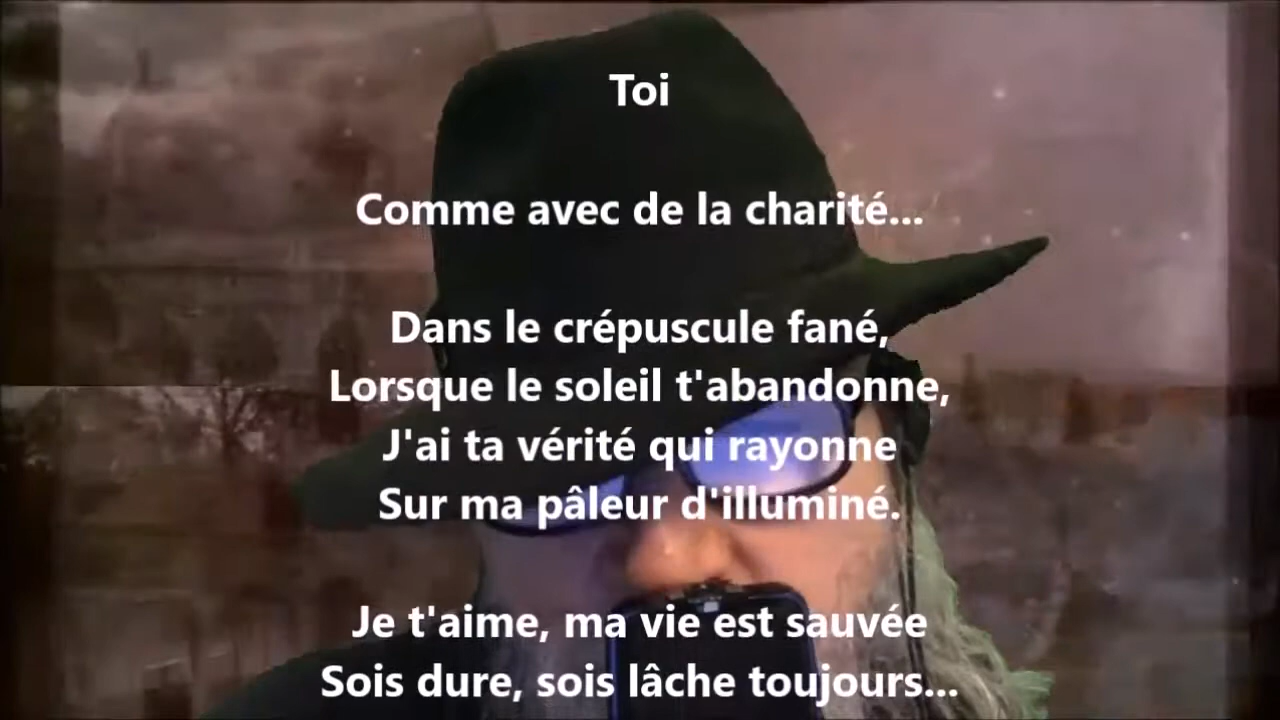 Toi
Comme avec de la charité...
Dans le crépuscule fané,
Lorsque le soleil t'abandonne,
J'ai ta vérité qui rayonne
Sur ma pâleur d'illuminé.
Je t'aime, ma vie est sauvée
Sois dure, sois lâche toujours...